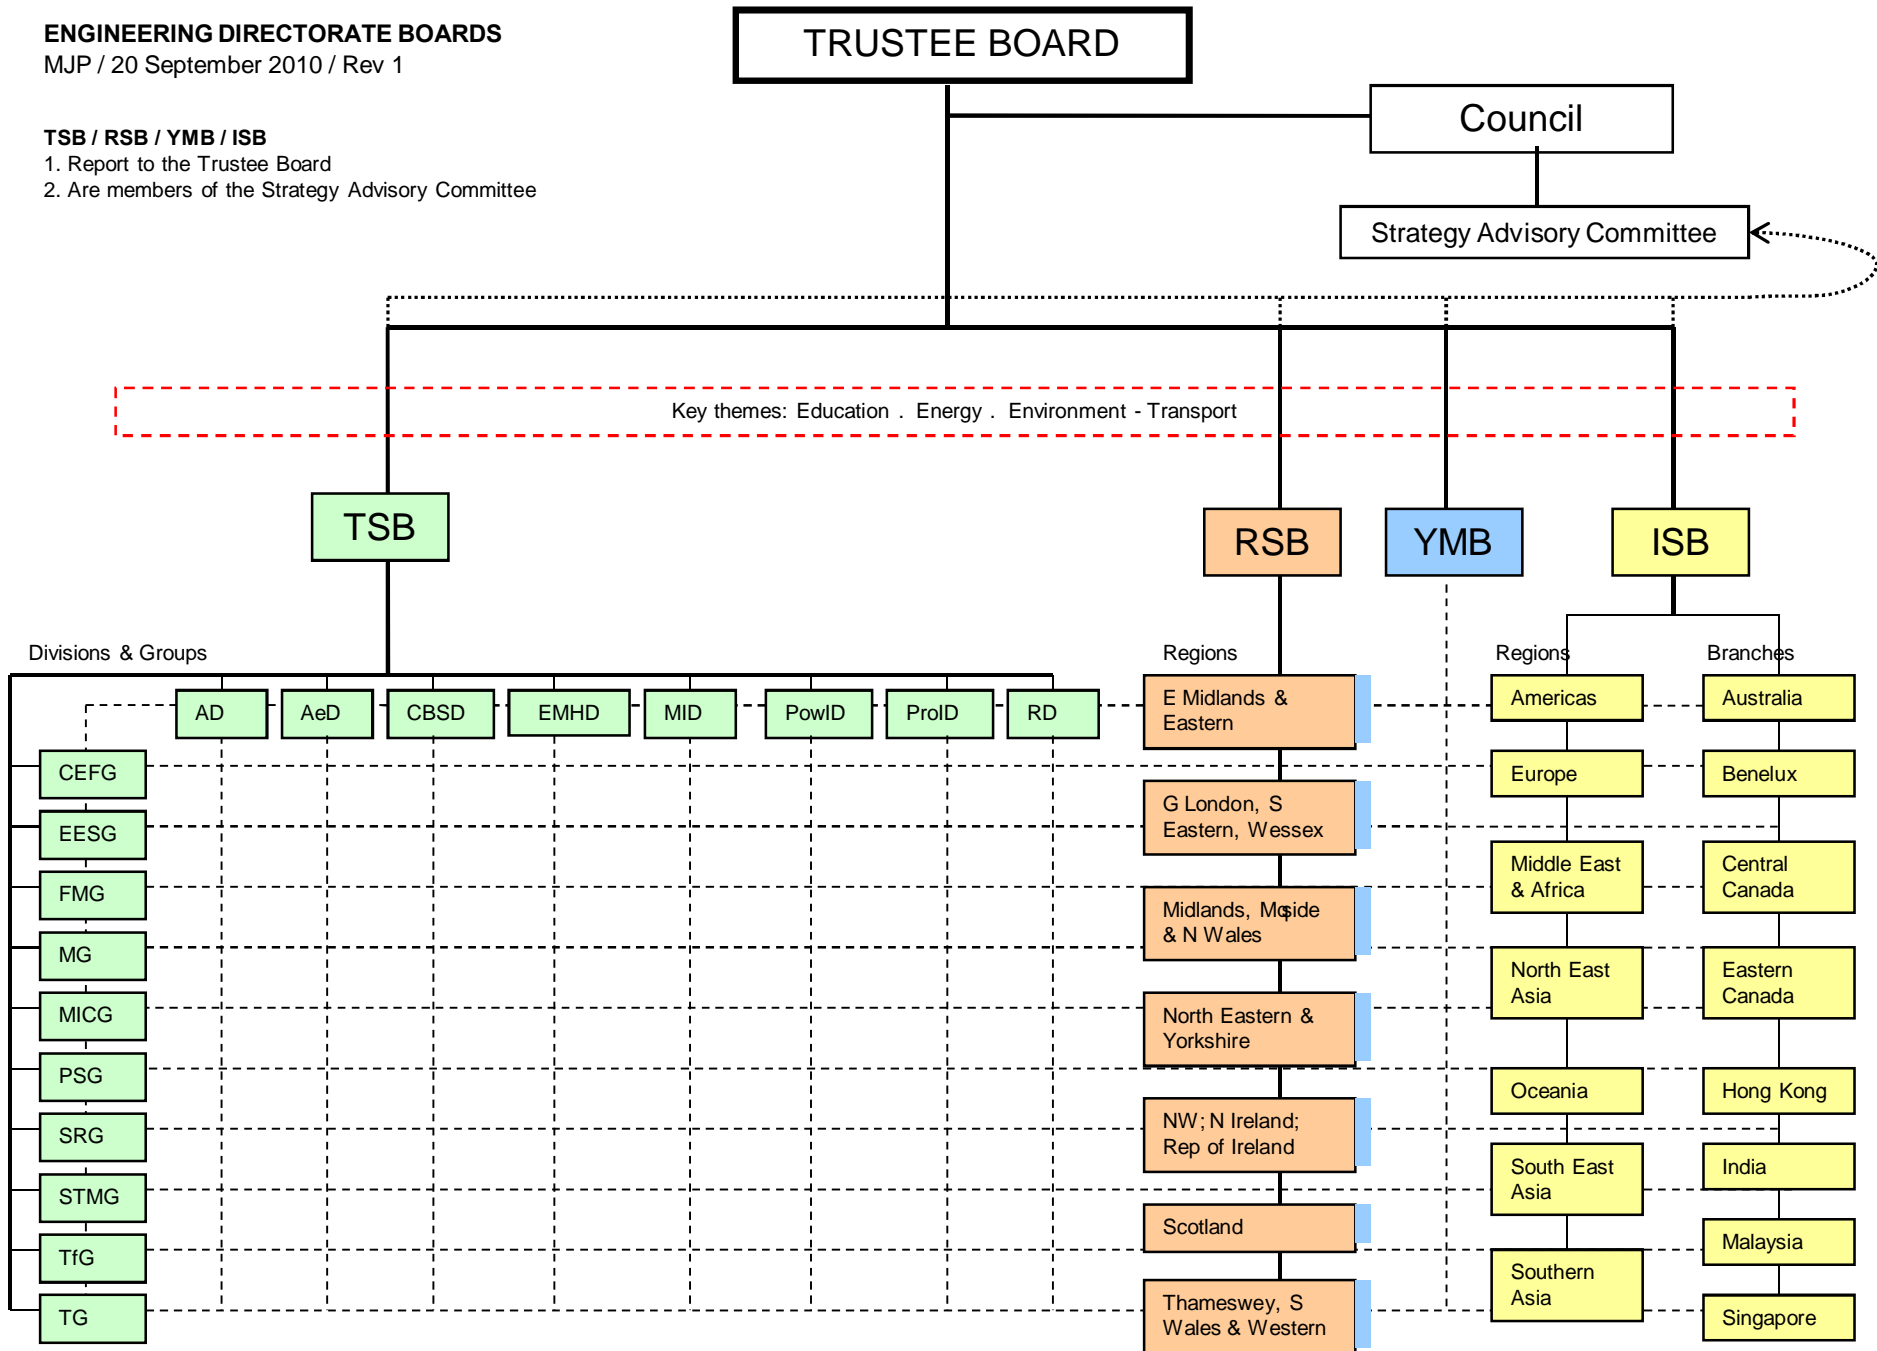 ENGINEERING DIRECTORATE BOARDS
MJP / 20 September 2010 / Rev 1
TRUSTEE BOARD
Council
TSB / RSB / YMB / ISB
1. Report to the Trustee Board
2. Are members of the Strategy Advisory Committee
Strategy Advisory Committee
Key themes: Education . Energy . Environment - Transport
TSB
RSB
YMB
ISB
Divisions & Groups
Regions
Regions
Branches
AD
AeD
CBSD
EMHD
MID
PowID
ProID
RD
CEFG
EESG
FMG
MG
MICG
PSG
SRG
STMG
TfG
TG
E Midlands &
Eastern
G London, S
Eastern, Wessex
Midlands,
& N Wales
North Eastern &
Yorkshire
NW; N Ireland;
Rep of Ireland
Scotland
Thameswey, S
Wales & Western
Americas
Europe
Middle East
& Africa
North East
Asia
Oceania
South East
Asia
Southern
Asia
Australia
Benelux
Central
Canada
Eastern
Canada
Hong Kong
India
Malaysia
Singapore